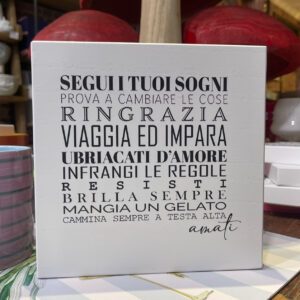 SEGUI I TUOI SOGNI
PROVA A CAMBIARE LE COSE
RINGRAZIA
VIAGGIA ED IMPARA
UBRIACATI D'AMORE
INFRANGI LE REGOLE
RESISTI
BRILLA SEMPRE
MANGIA UN GELATO
CAMMINA SEMPRE A TESTA ALTA
amati